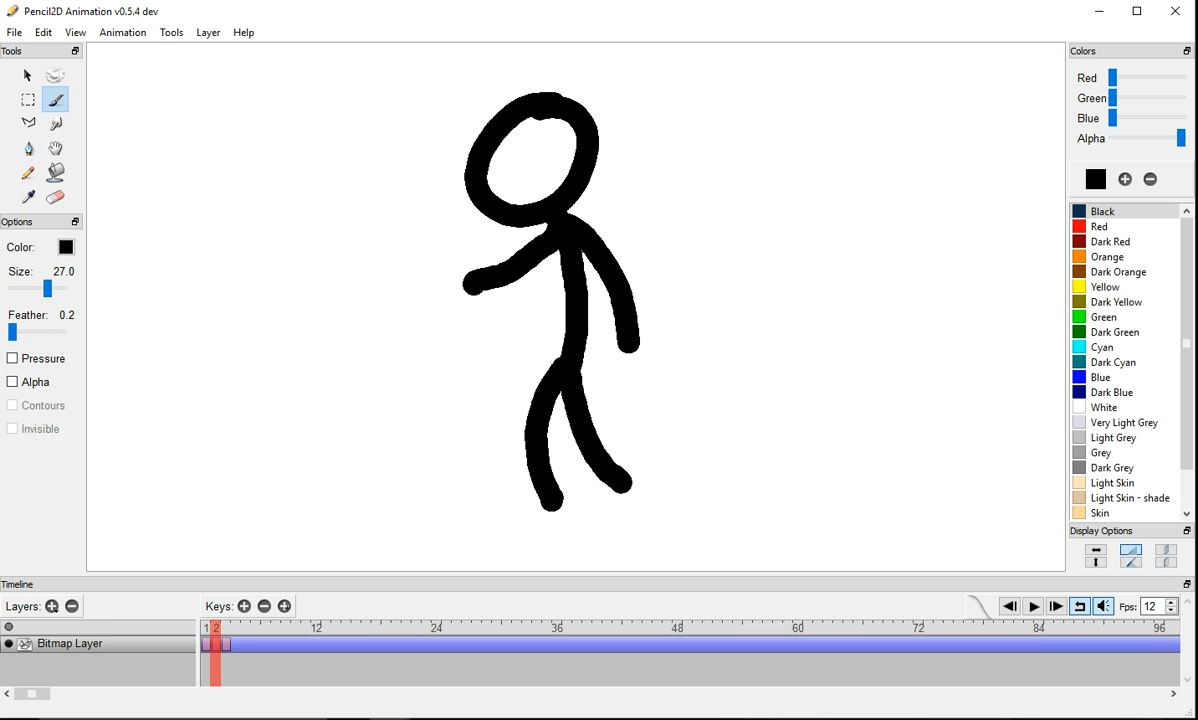 Pencil2D Animation v0.5.4 dev
File Edit View Animation Tools Layer Help
Tools
Options
Color:
Size: 27.0
Feather: 0.2
Pressure
Alpha
Contours
Invisible
Colors
Red
Green
Blue
Alpha
Black
Red
Dark Red
Orange
Dark Orange
Yellow
Dark Yellow
Green
Dark Green
Cyan
Dark Cyan
Blue
Dark Blue
White
Very Light Grey
Light Grey
Grey
Dark Grey
Light Skin
Light Skin - shade
Skin
Display Options
Timeline
Layers: Keys: Fps: 12
1 2 12 24 36 48 60 72 84 96
Bitmap Layer